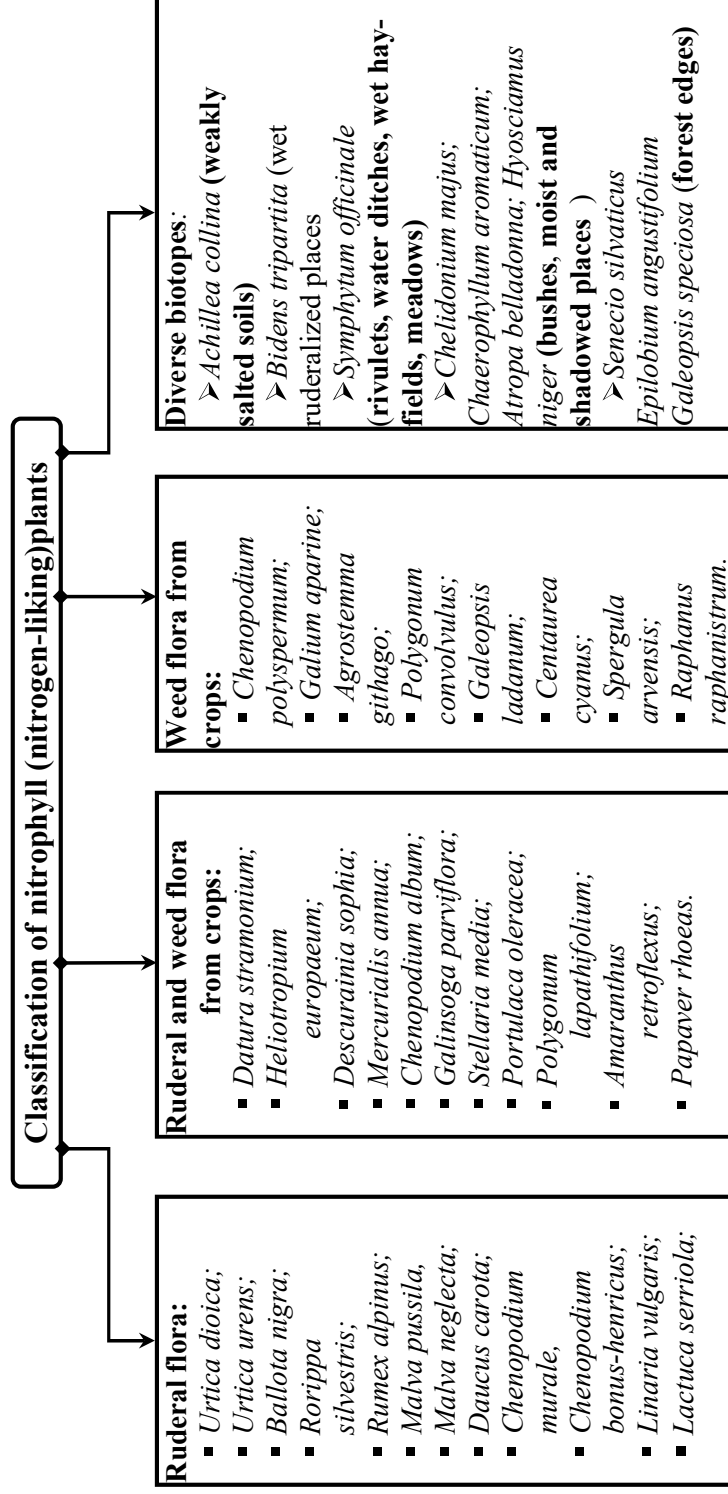 Classification of nitrophyll (nitrogen-liking)plants
Ruderal flora:
▪ Urtica dioica;
▪ Urtica urens;
▪ Ballota nigra;
▪ Rorippa
silvestris;
▪ Rumex alpinus;
▪ Malva pussila,
▪ Malva neglecta;
▪ Daucus carota;
▪ Chenopodium
murale,
▪ Chenopodium
bonus-henricus;
▪ Linaria vulgaris;
▪ Lactuca serriola;
Ruderal and weed flora
from crops:
▪ Datura stramonium;
▪ Heliotropium
europaeum;
▪ Descurainia sophia;
▪ Mercurialis annua;
▪ Chenopodium album;
▪ Galinsoga parviflora;
▪ Stellaria media;
▪ Portulaca oleracea;
▪ Polygonum
lapathifolium;
▪ Amaranthus
retroflexus;
▪ Papaver rhoeas.
Weed flora from
crops:
▪ Chenopodium
polyspermum;
▪ Galium aparine;
▪ Agrostemma
githago;
▪ Polygonum
convolvulus;
▪ Galeopsis
ladanum;
▪ Centaurea
cyanus;
▪ Spergula
arvensis;
▪ Raphanus
raphanistrum.
Diverse biotopes:
➢ Achillea collina (weakly
salted soils)
➢ Bidens tripartita (wet
ruderalized places
➢ Symphytum officinale
(rivulets, water ditches, wet hay-
fields, meadows)
➢ Chelidonium majus;
Chaerophyllum aromaticum;
Atropa belladonna; Hyosciamus
niger (bushes, moist and
shadowed places )
➢ Senecio silvaticus
Epilobium angustifolium
Galeopsis speciosa (forest edges)